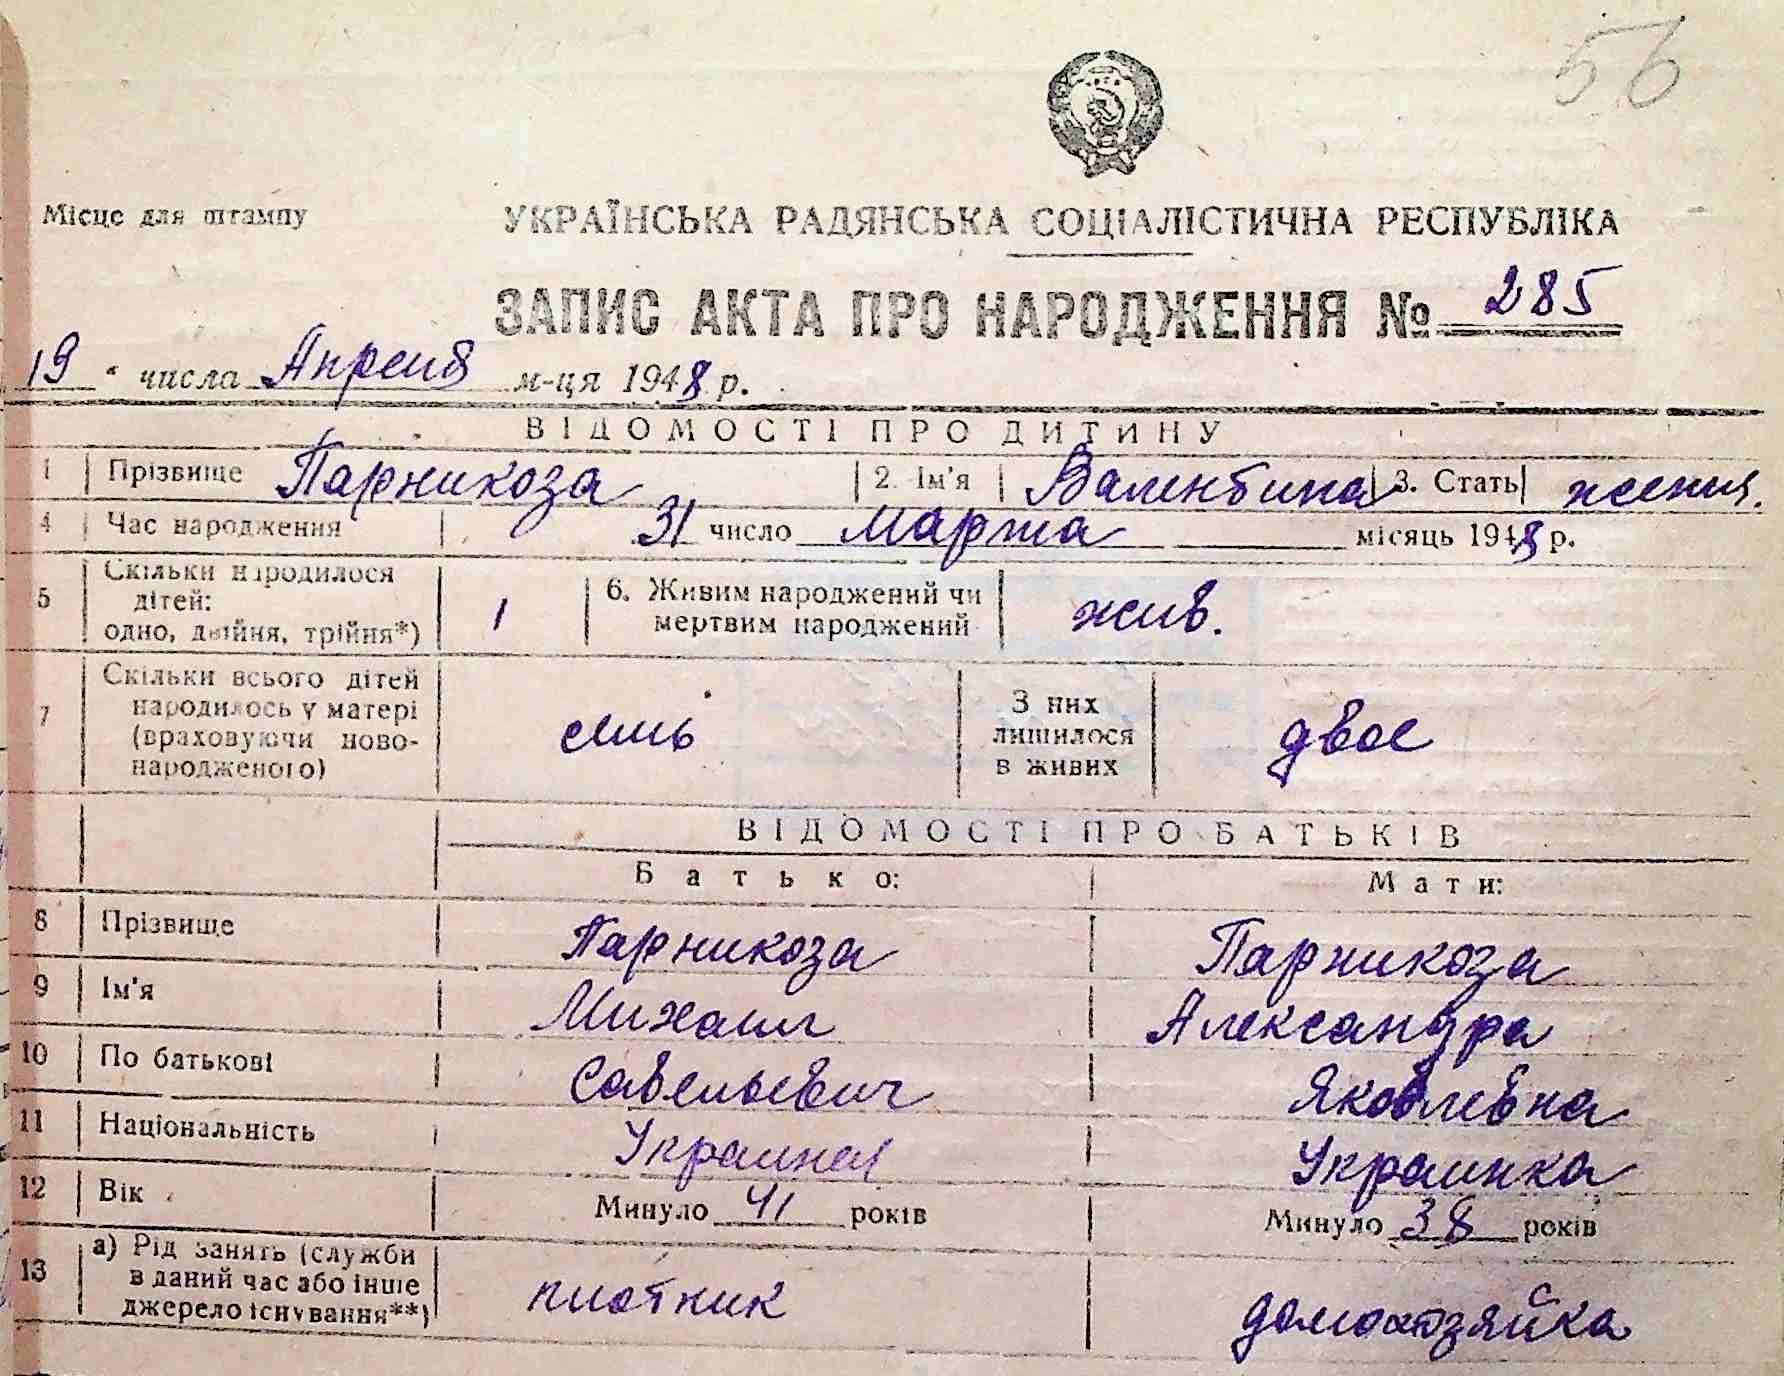 56
Місце для штампу
УКРАЇНСЬКА РАДЯНСЬКА СОЦІАЛІСТИЧНА РЕСПУБЛІКА
ЗАПИС АКТА ПРО НАРОДЖЕННЯ № 285
19 числа Апреля м-ця 1948 р.
ВІДОМОСТІ ПРО ДИТИНУ
1 Прізвище Парникоза 2. Ім'я Валентина 3. Стать женск.
4 Час народження 31 число марта місяць 1948 р.
5 Скільки народилося дітей: одно, двійня, трійня*) 1 6. Живим народжений чи мертвим народжений жив.
7 Скільки всього дітей народилось у матері (враховуючи новонародженого) семь З них лишилося в живих двое
ВІДОМОСТІ ПРО БАТЬКІВ
Батько: Мати:
8 Прізвище Парникоза Парникоза
9 Ім'я Михаил Александра
10 По батькові Савельевич Яковлевна
11 Національність Украинец Украинка
12 Вік Минуло 41 років Минуло 38 років
13 а) Рід занять (служби в даний час або інше джерело існування**) плотник домохозяйка